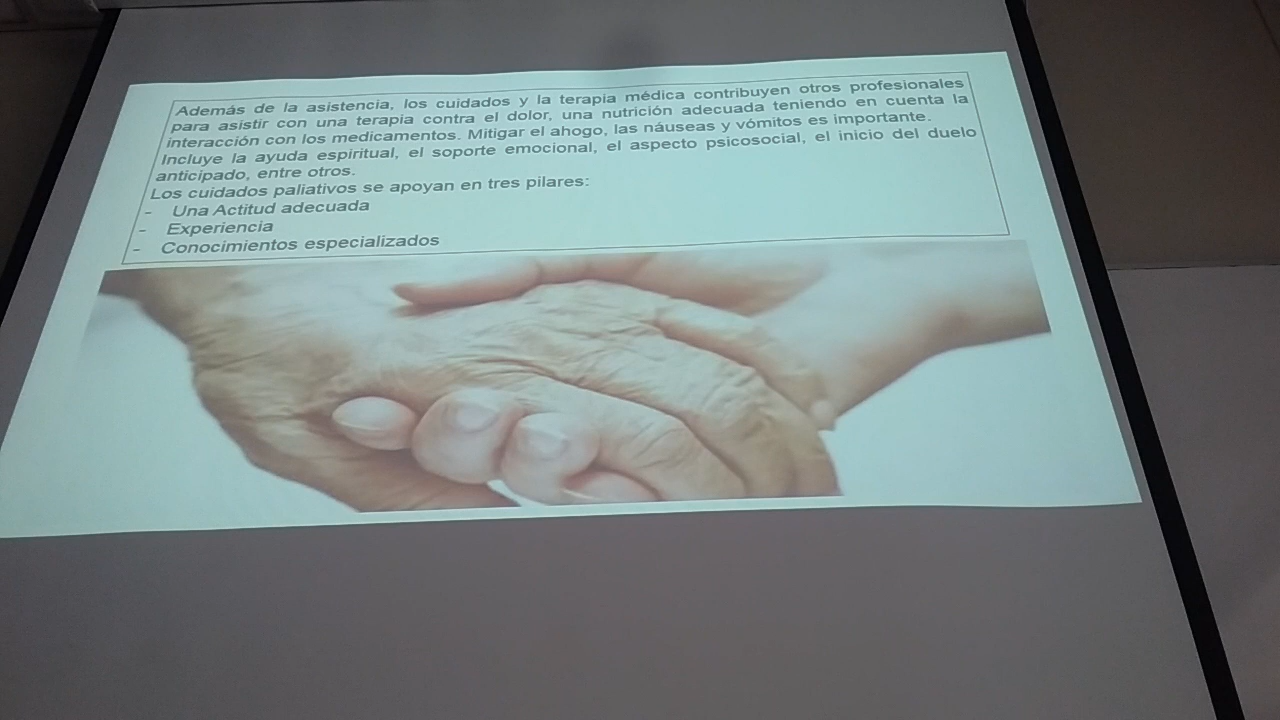 Además de la asistencia, los cuidados y la terapia médica contribuyen otros profesionales
para asistir con una terapia contra el dolor, una nutrición adecuada teniendo en cuenta la
interacción con los medicamentos. Mitigar el ahogo, las náuseas y vómitos es importante.
Incluye la ayuda espiritual, el soporte emocional, el aspecto psicosocial, el inicio del duelo
anticipado, entre otros.
Los cuidados paliativos se apoyan en tres pilares:
- Una Actitud adecuada
- Experiencia
- Conocimientos especializados